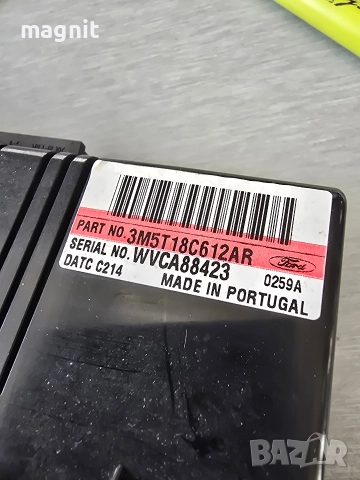 magnit
PART NO. 3M5T18C612AR
SERIAL NO. WVCA88423
DATC C214
Ford
0259A
MADE IN PORTUGAL
BAZAR